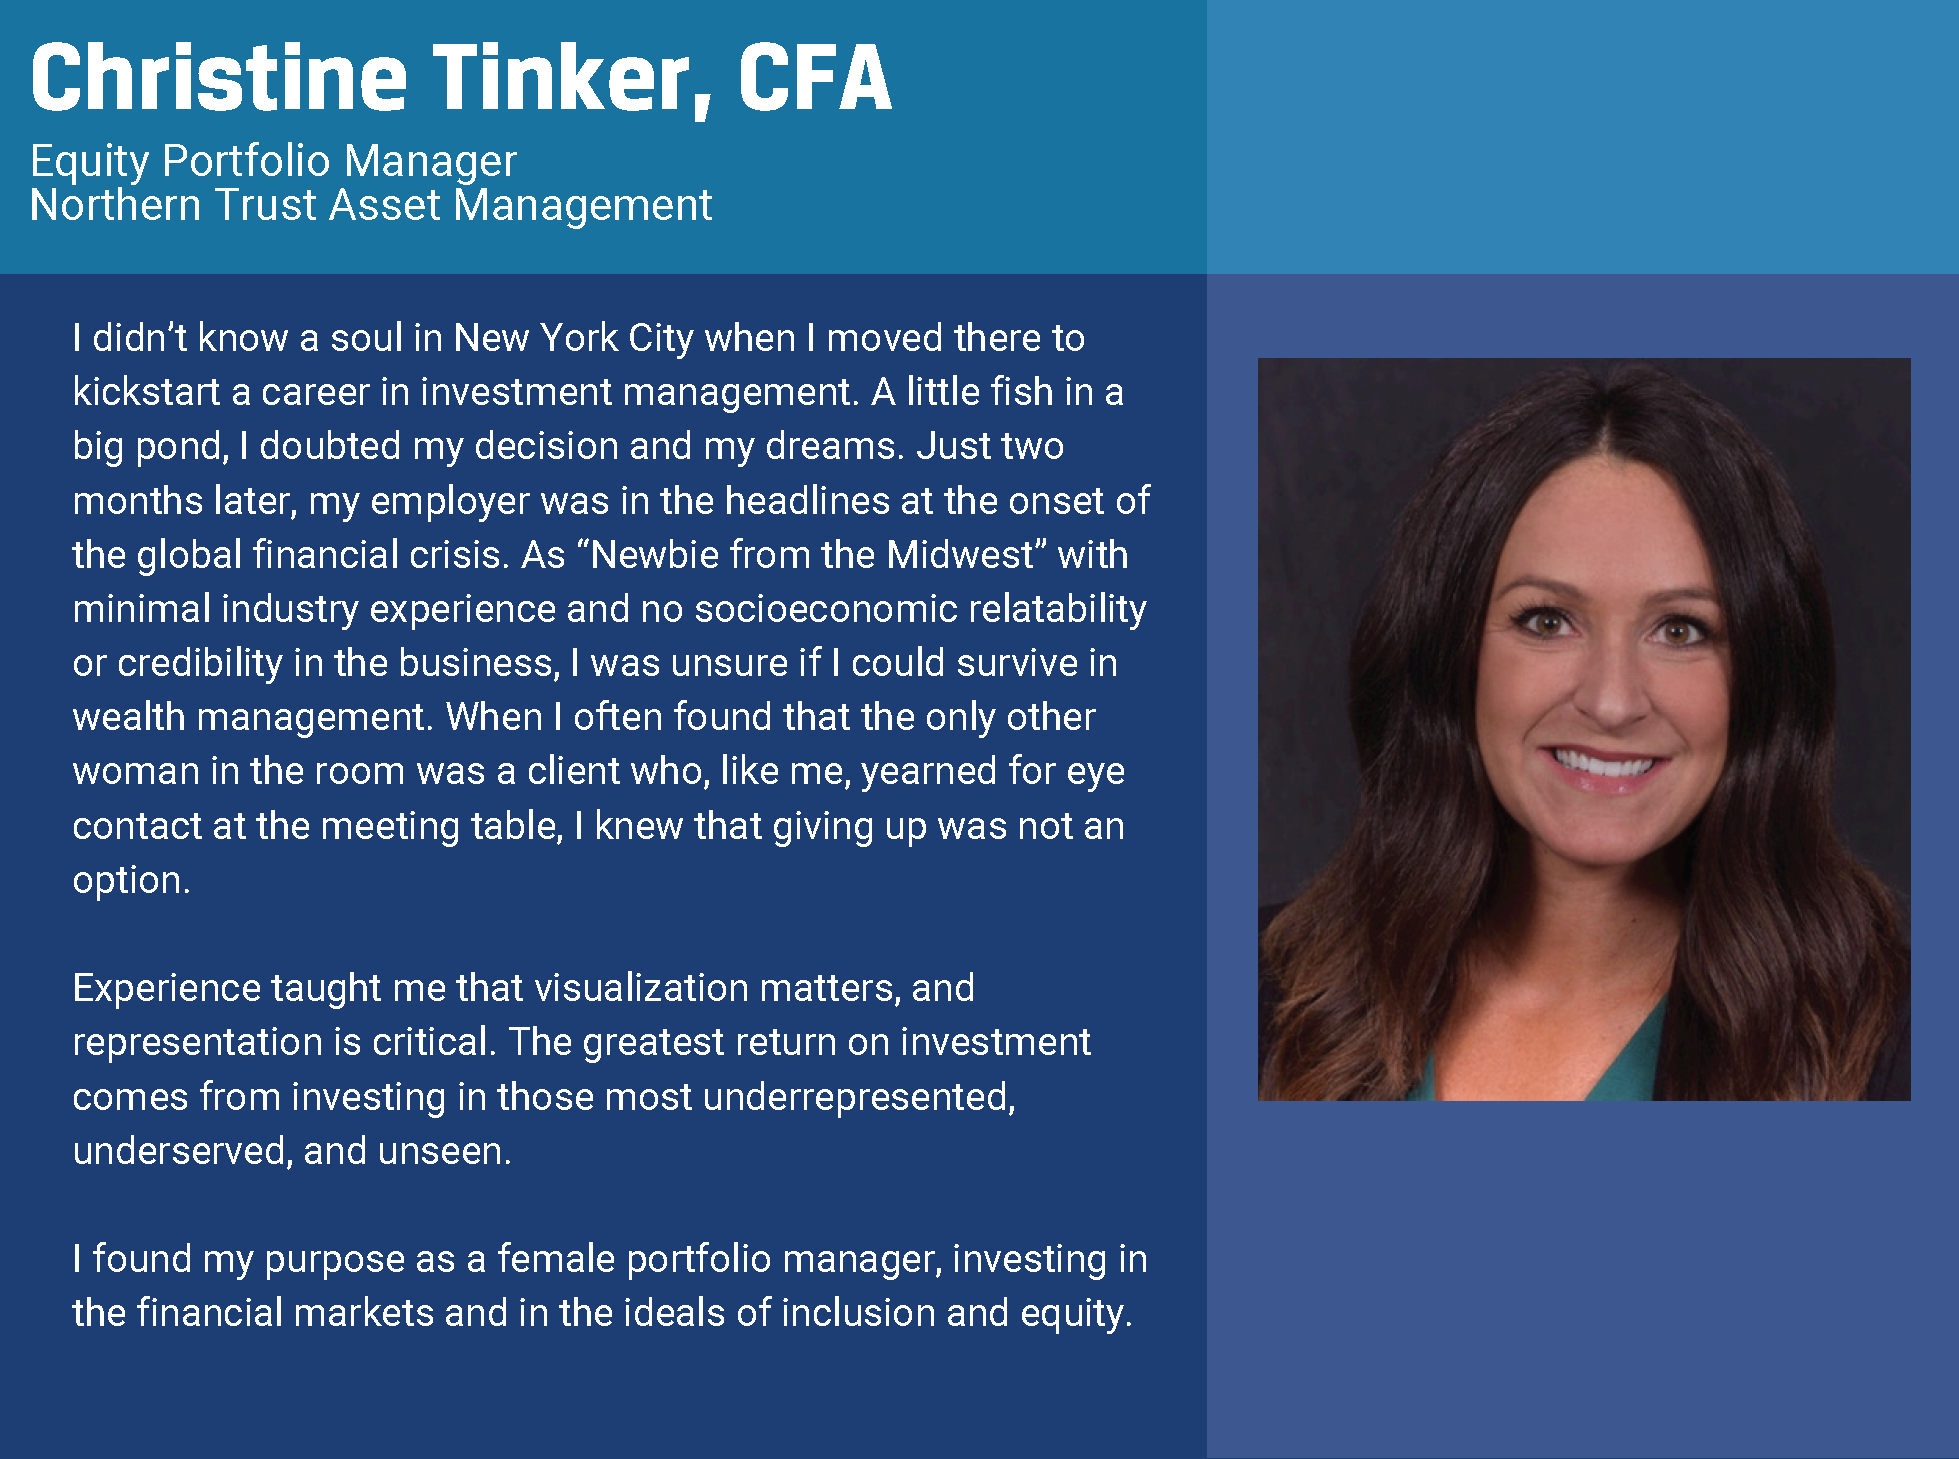 Christine Tinker, CFA
Equity Portfolio Manager
Northern Trust Asset Management
I didn’t know a soul in New York City when I moved there to
kickstart a career in investment management. A little fish in a
big pond, I doubted my decision and my dreams. Just two
months later, my employer was in the headlines at the onset of
the global financial crisis. As “Newbie from the Midwest” with
minimal industry experience and no socioeconomic relatability
or credibility in the business, I was unsure if I could survive in
wealth management. When I often found that the only other
woman in the room was a client who, like me, yearned for eye
contact at the meeting table, I knew that giving up was not an
option.
Experience taught me that visualization matters, and
representation is critical. The greatest return on investment
comes from investing in those most underrepresented,
underserved, and unseen.
I found my purpose as a female portfolio manager, investing in
the financial markets and in the ideals of inclusion and equity.